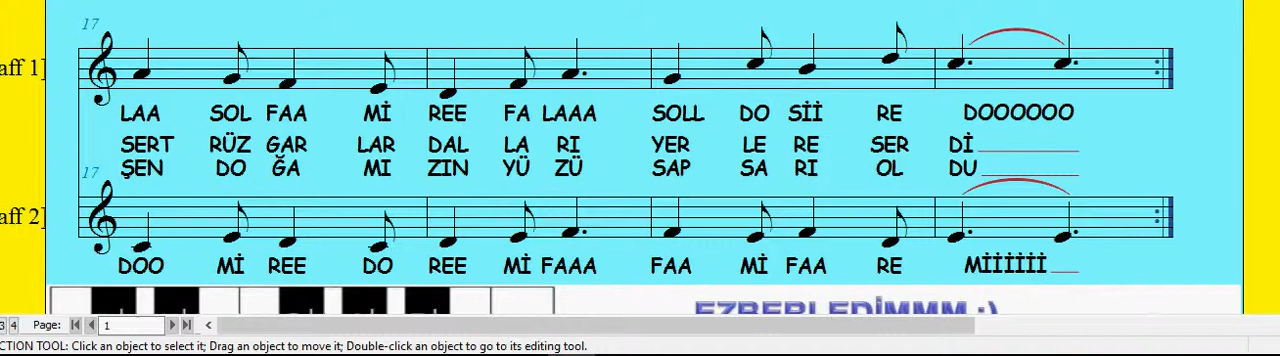 17
aff 1]
LAA SOL FAA Mİ REE FA LAAA SOLL DO Sİİ RE DOOOOOO
SERT RÜZ GAR LAR DAL LA RI YER LE RE SER Dİ
ŞEN DO ĞA MI ZIN YÜ ZÜ SAP SA RI OL DU
17
aff 2]
DOO Mİ REE DO REE Mİ FAAA FAA Mİ FAA RE Mİİİİİİ
EZBERLEDİMMM :)
3 4 Page: 1
CTION TOOL: Click an object to select it; Drag an object to move it; Double-click an object to go to its editing tool.